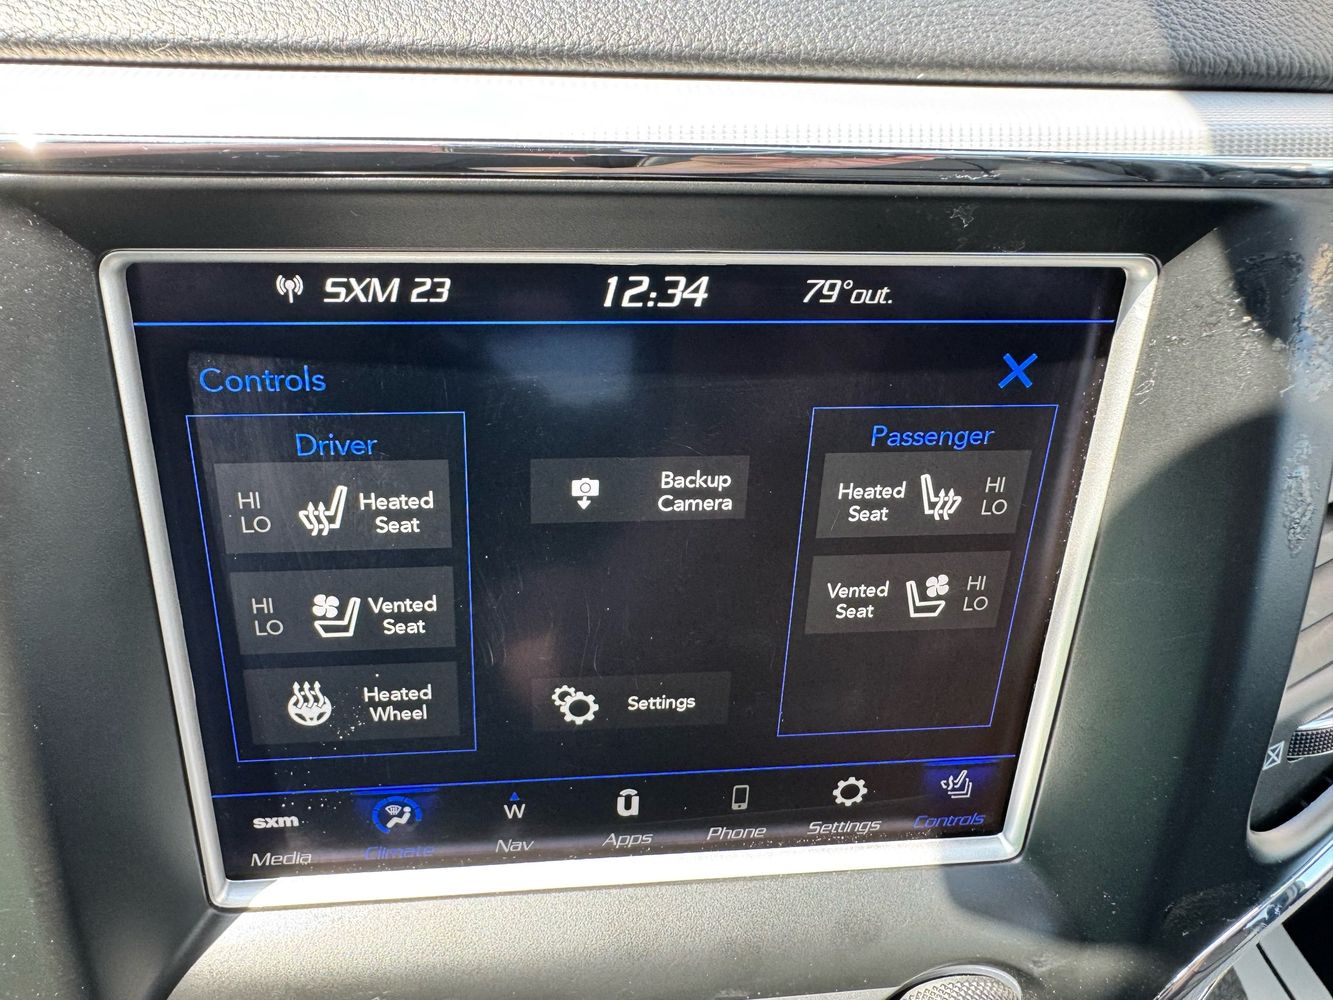 SXM 23 12:34 79°out.
Controls
Driver
HI
LO
Heated
Seat
HI
LO
Vented
Seat
Heated
Wheel
Backup
Camera
Settings
Passenger
Heated
Seat
HI
LO
Vented
Seat
HI
LO
sxm
W
Media Climate Nav Apps Phone Settings Controls